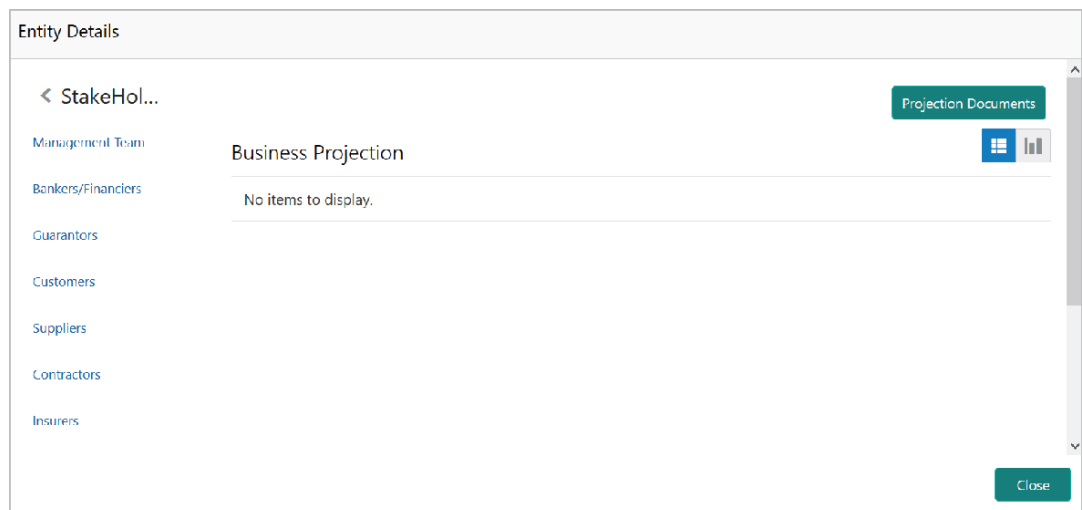 Entity Details
StakeHol...
Projection Documents
Management Team
Business Projection
Bankers/Financiers
No items to display.
Guarantors
Customers
Suppliers
Contractors
Insurers
Close